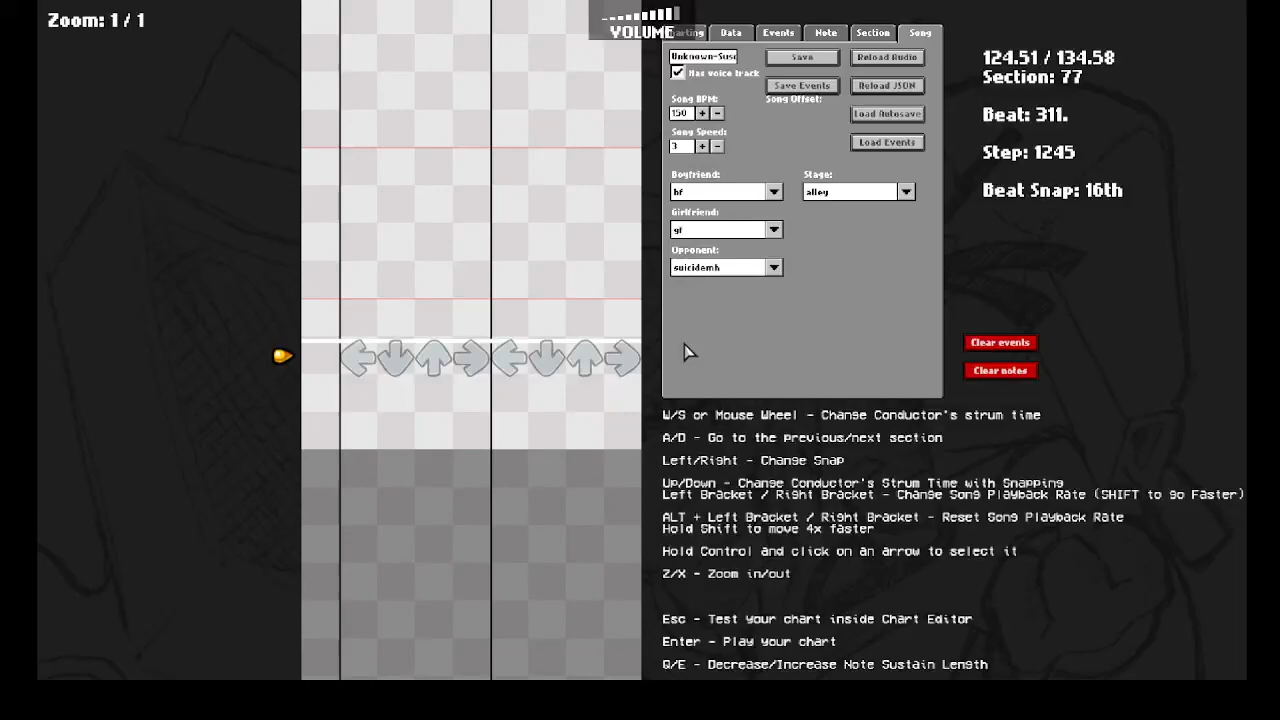 Zoom: 1 / 1
VOLUME
Data
Events
Note
Section
Song
Has voice track
Save
Reload Audio
Save Events
Reload JSON
Song BPM:
Song Offset:
150 + -
Load Autosave
Song Speed:
3 + -
Load Events
Boyfriend:
Stage:
bf
alley
Girlfriend:
gf
Opponent:
suicidemh
124.51 / 134.58
Section: 77
Beat: 311.
Step: 1245
Beat Snap: 16th
Clear events
Clear notes
W/S or Mouse Wheel - Change Conductor's strum time
A/D - Go to the previous/next section
Left/Right - Change Snap
Up/Down - Change Conductor's Strum Time with Snapping
Left Bracket / Right Bracket - Change Song Playback Rate (SHIFT to go Faster)
ALT + Left Bracket / Right Bracket - Reset Song Playback Rate
Hold Shift to move 4x faster
Hold Control and click on an arrow to select it
Z/X - Zoom in/out
Esc - Test your chart inside Chart Editor
Enter - Play your chart
Q/E - Decrease/Increase Note Sustain Length